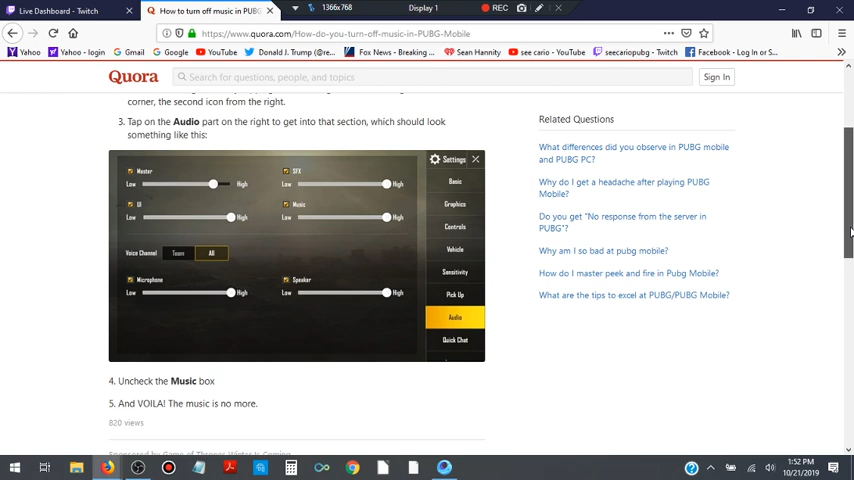 Live Dashboard - Twitch
How to turn off music in PUBG
1366x768
Display 1
REC
https://www.quora.com/How-do-you-turn-off-music-in-PUBG-Mobile
Yahoo
Yahoo - login
Gmail
Google
YouTube
Donald J. Trump (@re...
Fox News - Breaking ...
Sean Hannity
see cario - YouTube
seecariopubg - Twitch
Facebook - Log In or S...
Quora
Search for questions, people, and topics
Sign In
corner, the second icon from the right.
3. Tap on the Audio part on the right to get into that section, which should look
something like this:
Master
Low
High
SFX
Low
High
UI
Low
High
Music
Low
High
Voice Channel
Team
All
Microphone
Low
High
Speaker
Low
High
Settings
Basic
Graphics
Controls
Vehicle
Sensitivity
Pick Up
Audio
Quick Chat
4. Uncheck the Music box
5. And VOILA! The music is no more.
820 views
Sponsored by Game of Thrones Winter Is Coming
Related Questions
What differences did you observe in PUBG mobile
and PUBG PC?
Why do I get a headache after playing PUBG
Mobile?
Do you get "No response from the server in
PUBG"?
Why am I so bad at pubg mobile?
How do I master peek and fire in Pubg Mobile?
What are the tips to excel at PUBG/PUBG Mobile?
1:52 PM
10/21/2019